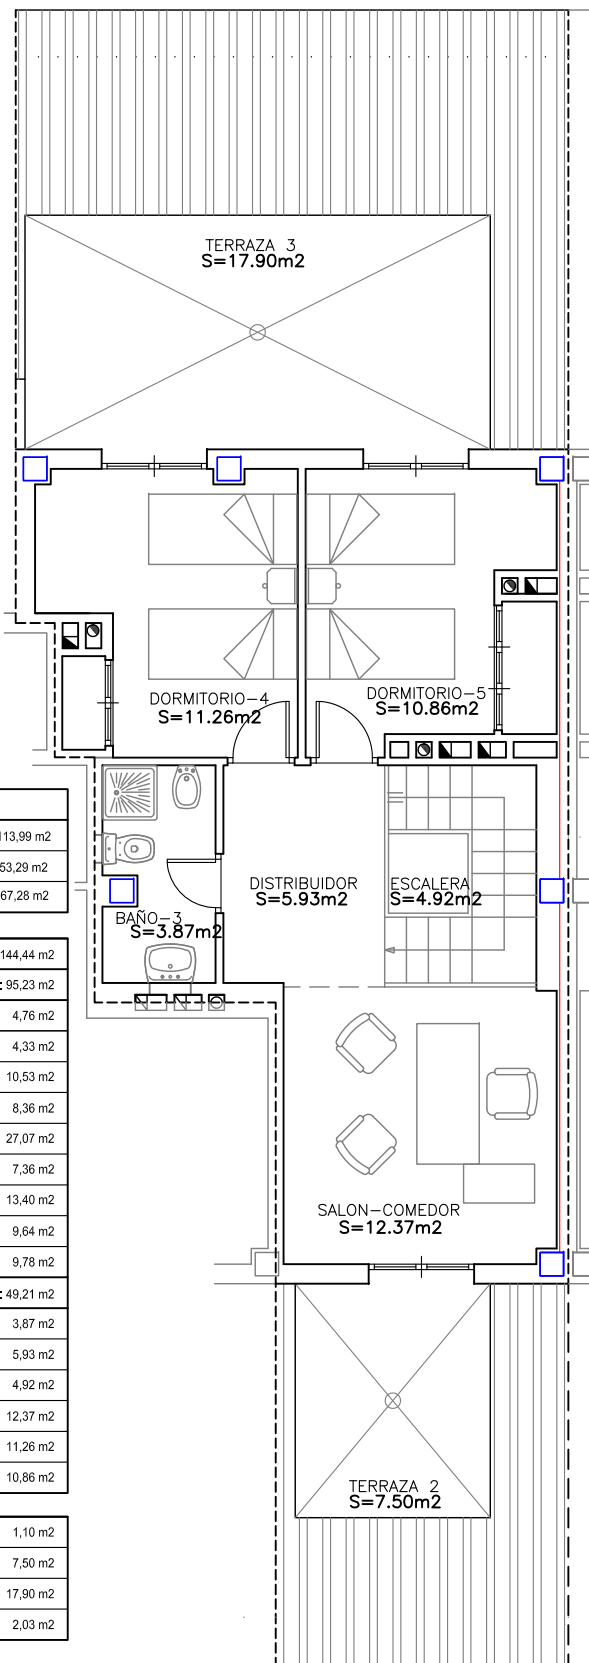 TERRAZA 3
S=17.90m2
DORMITORIO-4
S=11.26m2
DORMITORIO-5
S=10.86m2
DISTRIBUIDOR
S=5.93m2
ESCALERA
S=4.92m2
BAÑO-3
S=3.87m2
SALON-COMEDOR
S=12.37m2
TERRAZA 2
S=7.50m2
113,99 m2
53,29 m2
67,28 m2
144,44 m2
: 95,23 m2
4,76 m2
4,33 m2
10,53 m2
8,36 m2
27,07 m2
7,36 m2
13,40 m2
9,64 m2
9,78 m2
: 49,21 m2
3,87 m2
5,93 m2
4,92 m2
12,37 m2
11,26 m2
10,86 m2
1,10 m2
7,50 m2
17,90 m2
2,03 m2